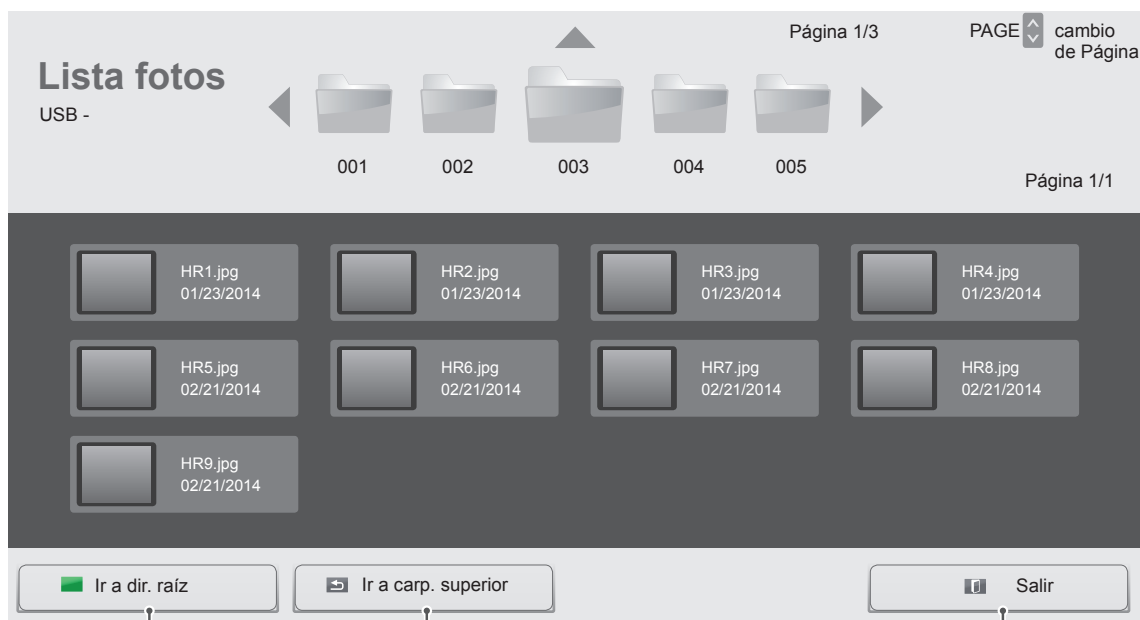 Página 1/3
PAGE cambio
de Página
Lista fotos
USB -
001 002 003 004 005
Página 1/1
HR1.jpg
01/23/2014
HR2.jpg
01/23/2014
HR3.jpg
01/23/2014
HR4.jpg
01/23/2014
HR5.jpg
02/21/2014
HR6.jpg
02/21/2014
HR7.jpg
02/21/2014
HR8.jpg
02/21/2014
HR9.jpg
02/21/2014
Ir a dir. raíz
Ir a carp. superior
Salir